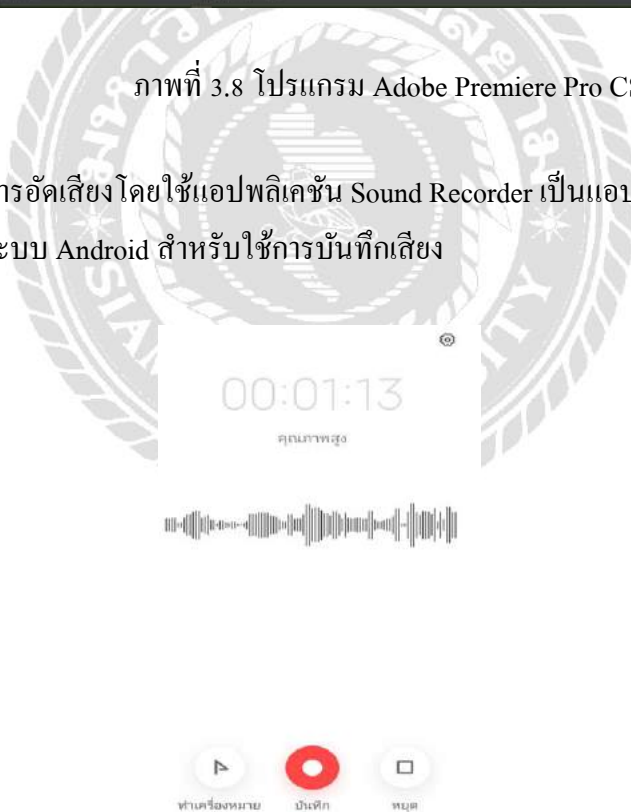 ภาพที่ 3.8 โปรแกรม Adobe Premiere Pro
ารอัดเสียงโดยใช้แอปพลิเคชัน Sound Recorder เป็นแอป
ะบบ Android สำหรับใช้การบันทึกเสียง
00:01:13
คุณภาพสูง
ทำเครื่องหมาย บันทึก หยุด